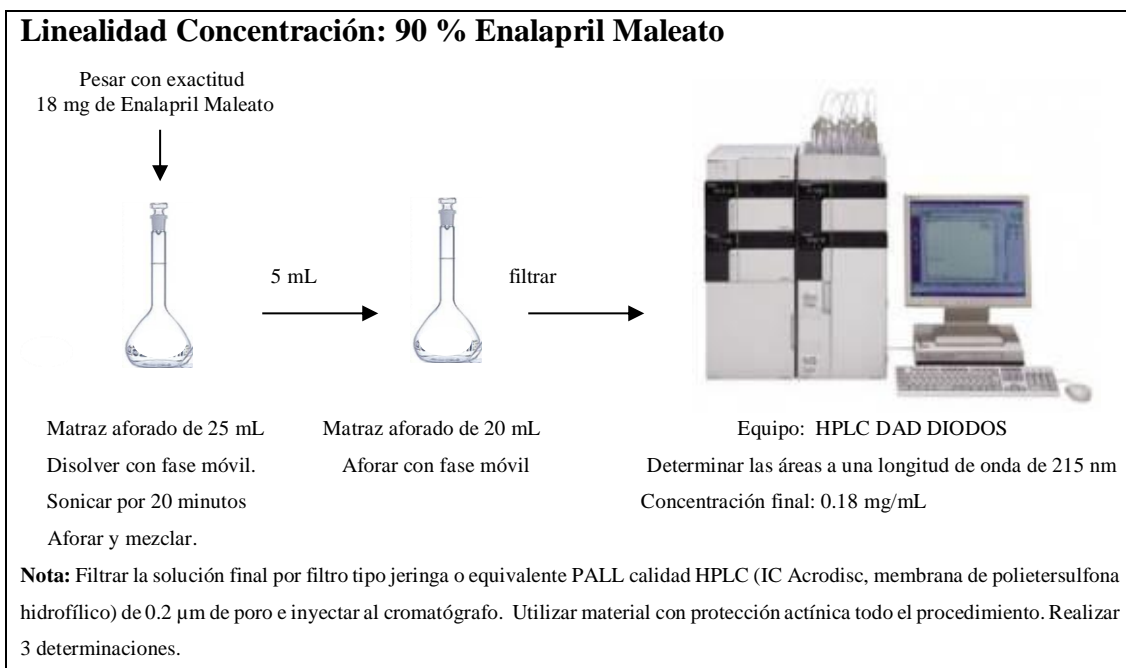 Linealidad Concentración: 90 % Enalapril Maleato
Pesar con exactitud
18 mg de Enalapril Maleato
5 mL
filtrar
Matraz aforado de 25 mL
Disolver con fase móvil.
Sonicar por 20 minutos
Aforar y mezclar.
Matraz aforado de 20 mL
Aforar con fase móvil
Equipo: HPLC DAD DIODOS
Determinar las áreas a una longitud de onda de 215 nm
Concentración final: 0.18 mg/mL
Nota: Filtrar la solución final por filtro tipo jeringa o equivalente PALL calidad HPLC (IC Acrodisc, membrana de polietersulfona
hidrofílico) de 0.2 µm de poro e inyectar al cromatógrafo. Utilizar material con protección actínica todo el procedimiento. Realizar
3 determinaciones.